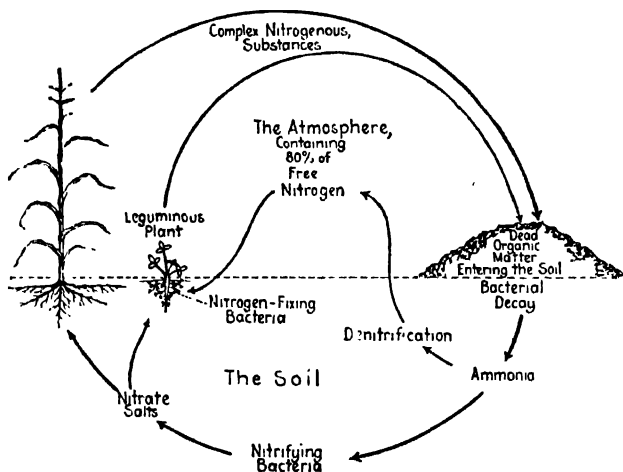 Complex Nitrogenous,
Substances
The Atmosphere,
Containing
80% of
Free
Nitrogen
Leguminous
Plant
Dead
Organic
Matter
Entering the Soil
Bacterial
Decay
Nitrogen-Fixing
Bacteria
Denitrification
Ammonia
The Soil
Nitrate
Salts
Nitrifying
Bacteria